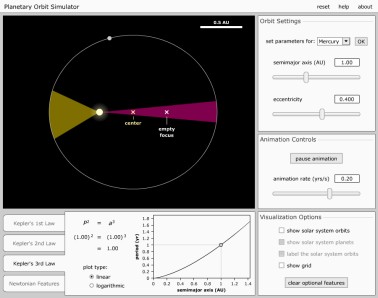 Planetary Orbit Simulator
reset help about
0.5 AU
center
empty
focus
Orbit Settings
set parameters for: Mercury OK
semimajor axis (AU) 1.00
eccentricity 0.400
Animation Controls
pause animation
animation rate (yrs/s) 0.20
Visualization Options
show solar system orbits
show solar system planets
label the solar system orbits
show grid
clear optional features
Kepler's 1st Law
Kepler's 2nd Law
Kepler's 3rd Law
Newtonian Features
P² = a³
(1.00)² = (1.00)³
= 1.00
plot type:
linear
logarithmic
period (yr)
1.8
1.6
1.4
1.2
1
0.8
0.6
0.4
0.2
0
0 0.2 0.4 0.6 0.8 1 1.2 1.4
semimajor axis (AU)